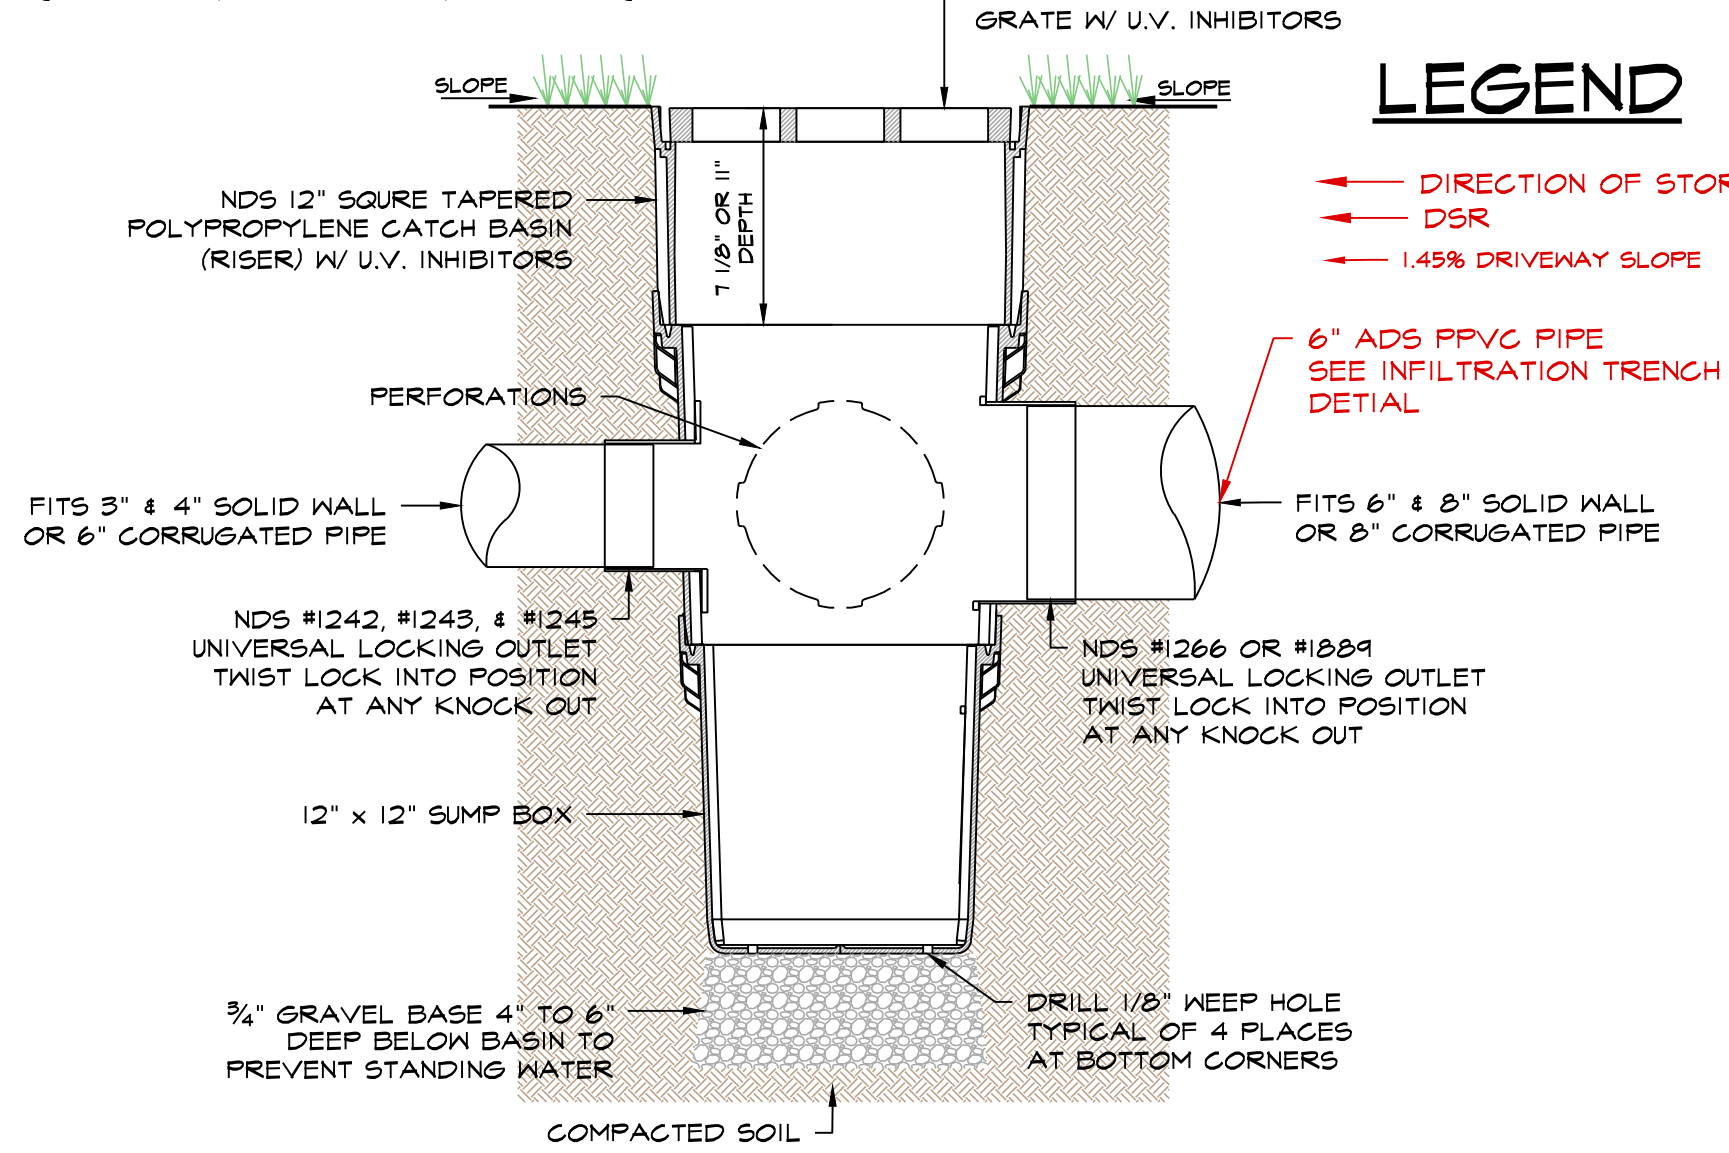 GRATE W/ U.V. INHIBITORS
SLOPE
SLOPE
LEGEND
NDS 12" SQURE TAPERED
POLYPROPYLENE CATCH BASIN
(RISER) W/ U.V. INHIBITORS
7 1/8" OR 11"
DEPTH
DIRECTION OF STOR
DSR
1.45% DRIVEWAY SLOPE
6" ADS PPVC PIPE
SEE INFILTRATION TRENCH
DETIAL
PERFORATIONS
FITS 3" & 4" SOLID WALL
OR 6" CORRUGATED PIPE
FITS 6" & 8" SOLID WALL
OR 8" CORRUGATED PIPE
NDS #1242, #1243, & #1245
UNIVERSAL LOCKING OUTLET
TWIST LOCK INTO POSITION
AT ANY KNOCK OUT
NDS #1266 OR #1889
UNIVERSAL LOCKING OUTLET
TWIST LOCK INTO POSITION
AT ANY KNOCK OUT
12" x 12" SUMP BOX
¾" GRAVEL BASE 4" TO 6"
DEEP BELOW BASIN TO
PREVENT STANDING WATER
DRILL 1/8" WEEP HOLE
TYPICAL OF 4 PLACES
AT BOTTOM CORNERS
COMPACTED SOIL